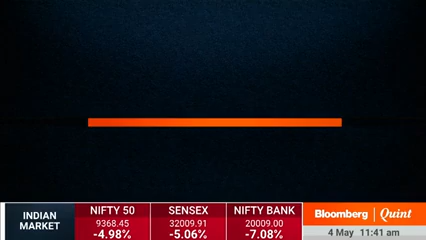 INDIAN
MARKET
NIFTY 50
9368.45
-4.98%
SENSEX
32009.91
-5.06%
NIFTY BANK
20009.00
-7.08%
Bloomberg | Quint
4 May 11:41 am